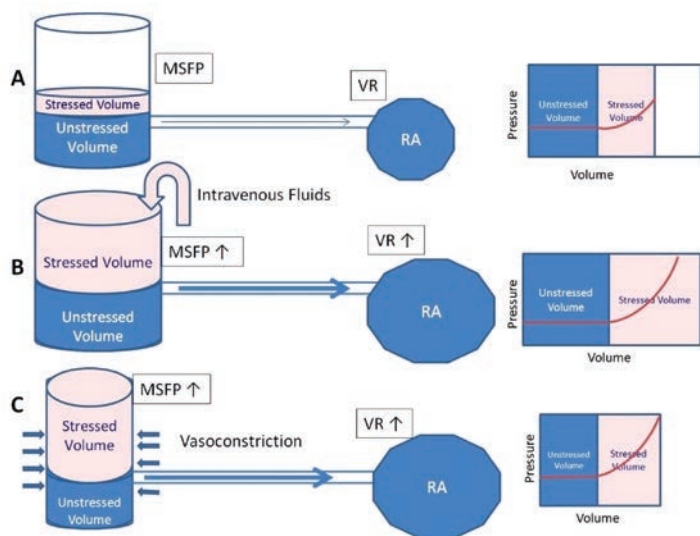 A
MSFP
Stressed Volume
Unstressed
Volume
VR
RA
Pressure
Unstressed
Volume
Stressed
Volume
Volume
B
Intravenous Fluids
Stressed Volume
MSFP ↑
Unstressed
Volume
VR ↑
RA
Pressure
Unstressed
Volume
Stressed Volume
Volume
C
MSFP ↑
Stressed
Volume
Vasoconstriction
Unstressed
Volume
VR ↑
RA
Pressure
Unstressed
Volume
Stressed
Volume
Volume